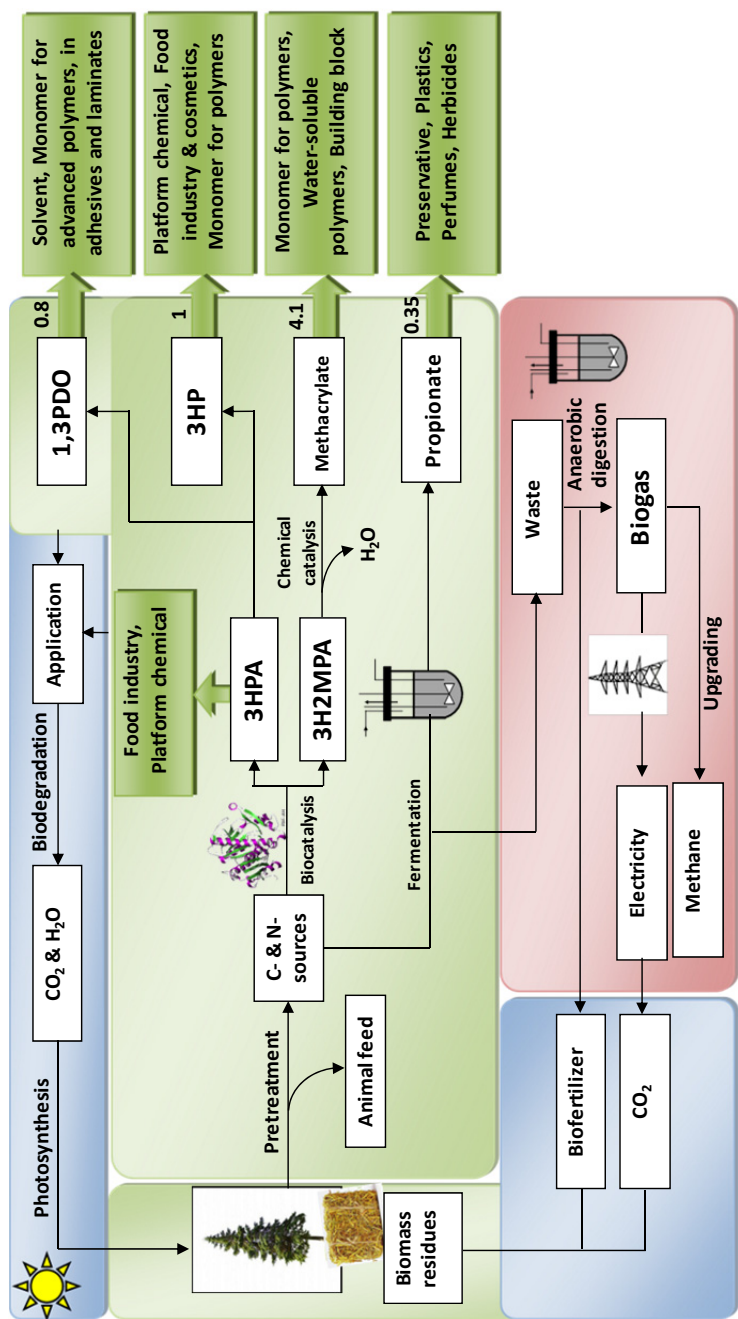 Solvent, Monomer for
advanced polymers, in
adhesives and laminates
Platform chemical, Food
industry & cosmetics,
Monomer for polymers
Monomer for polymers,
Water-soluble
polymers, Building block
Preservative, Plastics,
Perfumes, Herbicides
0.8
1
4.1
0.35
1,3PDO
3HP
Methacrylate
Propionate
Application
Food industry,
Platform chemical
3HPA
3H2MPA
Chemical
catalysis
H₂O
Biodegradation
Biocatalysis
Fermentation
CO₂ & H₂O
C- & N-
sources
Photosynthesis
Pretreatment
Animal feed
Biomass
residues
Waste
Anaerobic
digestion
Biogas
Upgrading
Electricity
Methane
Biofertilizer
CO₂